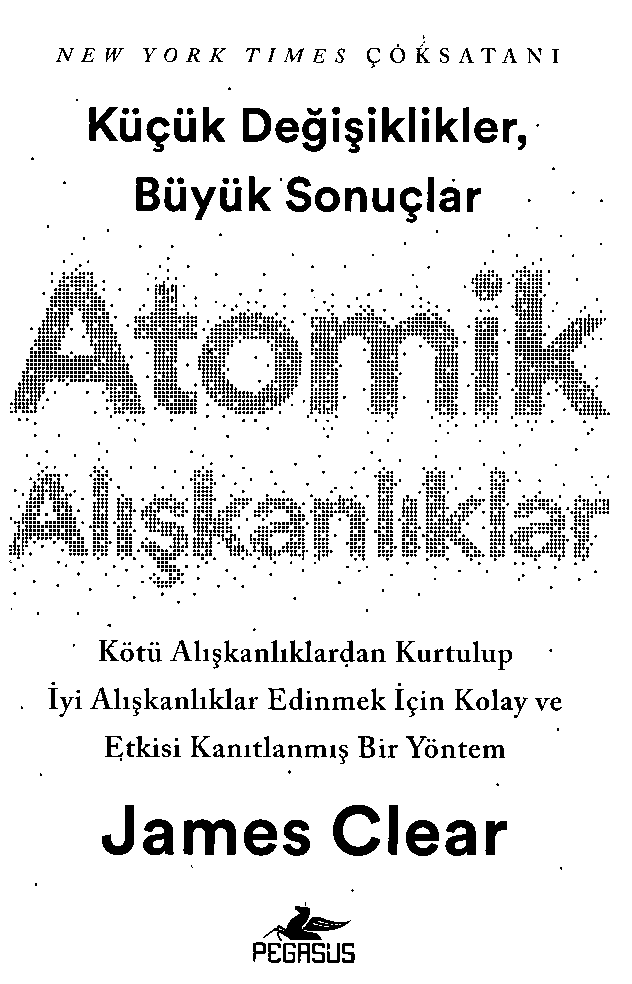 NEW YORK TIMES ÇOKSATANI
Küçük Değişiklikler,
Büyük Sonuçlar
Atomik
Alışkanlıklar
Kötü Alışkanlıklardan Kurtulup
İyi Alışkanlıklar Edinmek İçin Kolay ve
Etkisi Kanıtlanmış Bir Yöntem
James Clear
PEGASUS